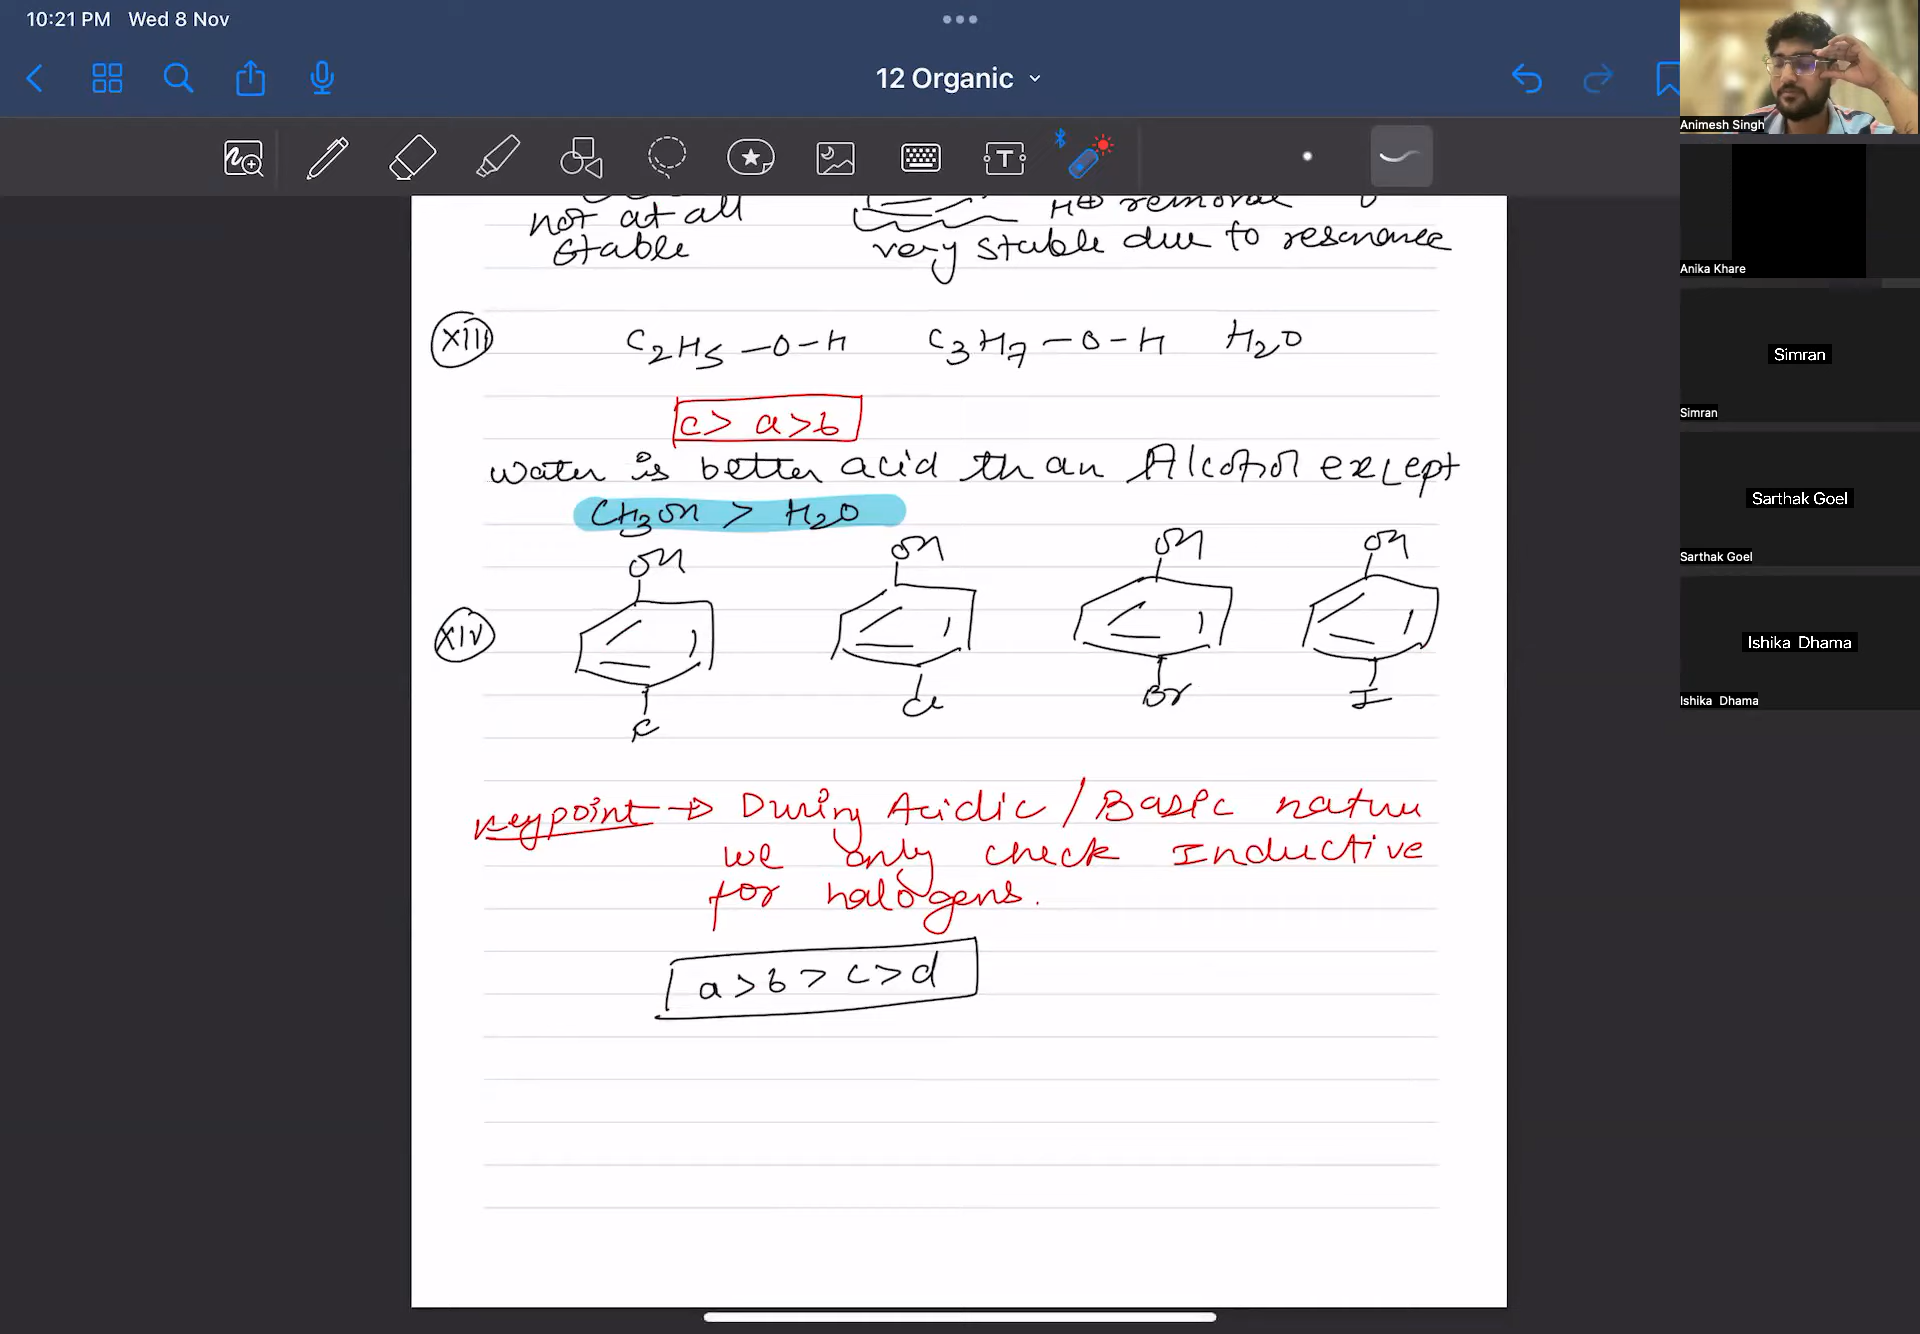 10:21 PM Wed 8 Nov
12 Organic
not at all
stable
H⊕ removal
very stable due to resonance
XIII
C2H5-O-H C3H7-O-H H2O
c> a>b
water is better acid than Alcohol except
CH3OH > H2O
OH OH OH OH
XIV
F Cl Br I
Keypoint → During Acidic / Basic nature
we only check Inductive
for halogens.
a>b>c>d
T
Animesh Singh
Anika Khare
Simran
Simran
Sarthak Goel
Sarthak Goel
Ishika Dhama
Ishika Dhama